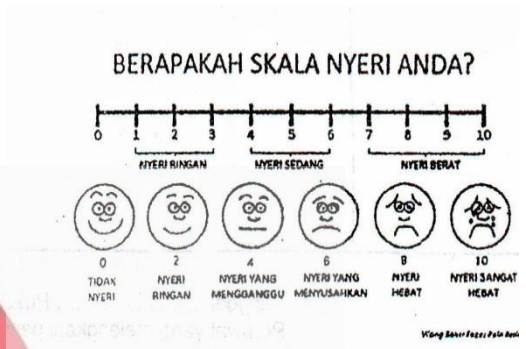 BERAPAKAH SKALA NYERI ANDA?
0 1 2 3 4 5 6 7 8 9 10
NYERI RINGAN NYERI SEDANG NYERI BERAT
0 2 4 6 8 10
TIDAK NYERI NYERI YANG NYERI YANG NYERI NYERI SANGAT
NYERI RINGAN MENGGANGGU MENYUSAHKAN HEBAT HEBAT